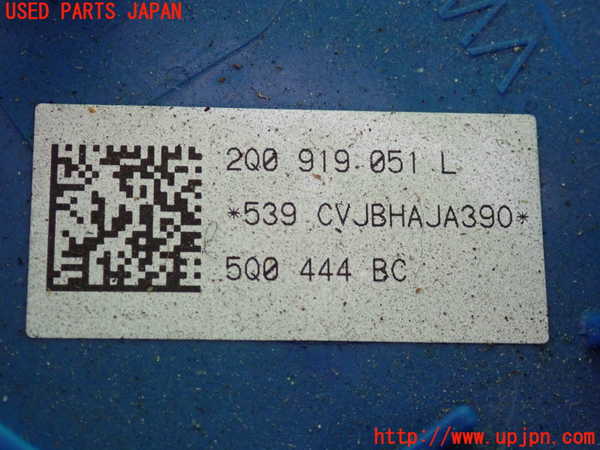 USED PARTS JAPAN
2Q0 919 051 L
*539 CVJBHAJA390*
5Q0 444 BC
http://www.upjpn.com/